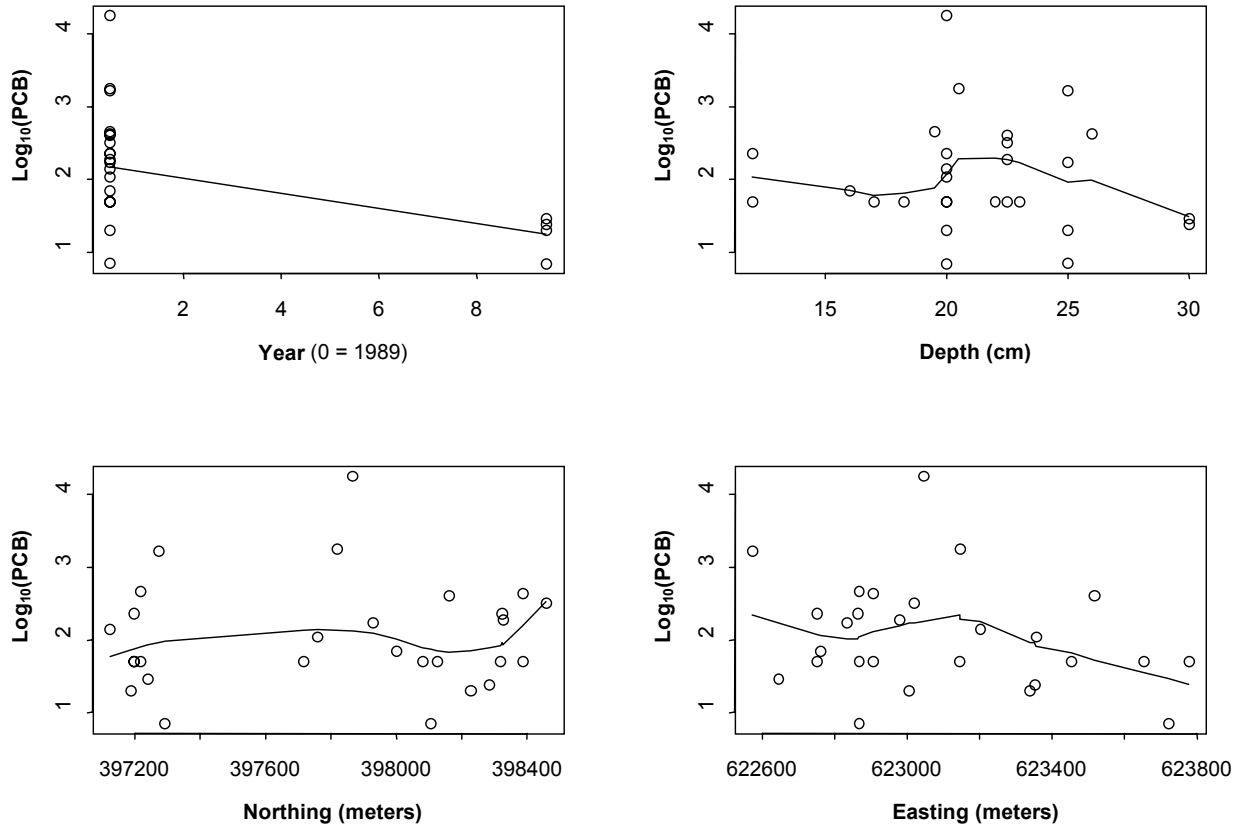 4
3
2
1
Log₁₀(PCB)
2 4 6 8
Year (0 = 1989)
4
3
2
1
Log₁₀(PCB)
15 20 25 30
Depth (cm)
4
3
2
1
Log₁₀(PCB)
397200 397600 398000 398400
Northing (meters)
4
3
2
1
Log₁₀(PCB)
622600 623000 623400 623800
Easting (meters)